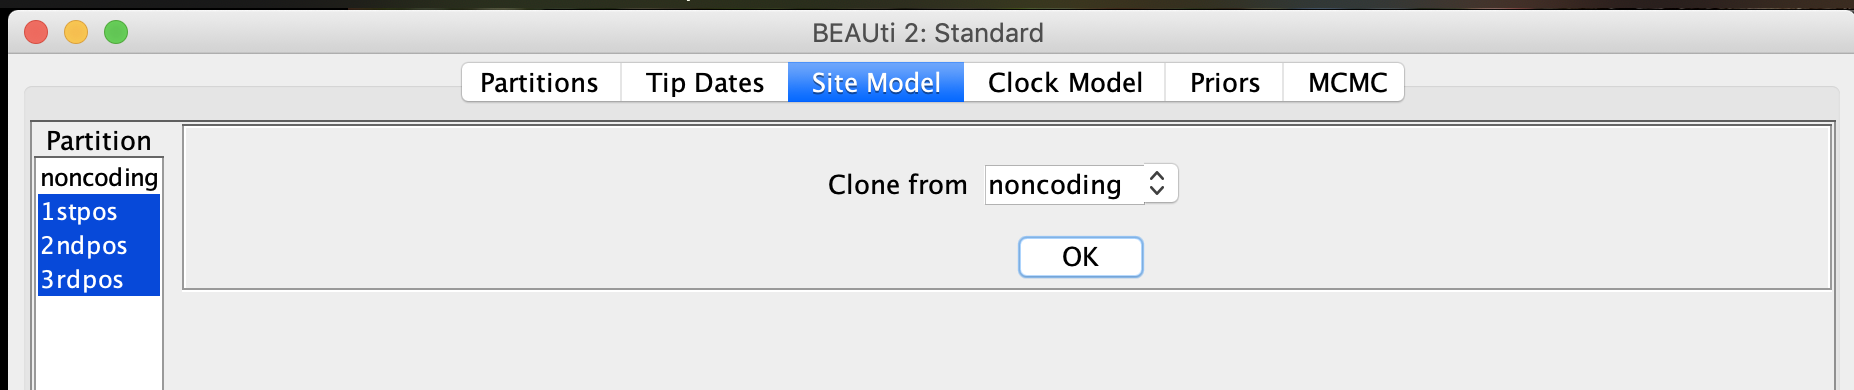 BEAUti 2: Standard
Partitions Tip Dates Site Model Clock Model Priors MCMC
Partition
noncoding
1stpos
2ndpos
3rdpos
Clone from noncoding
OK